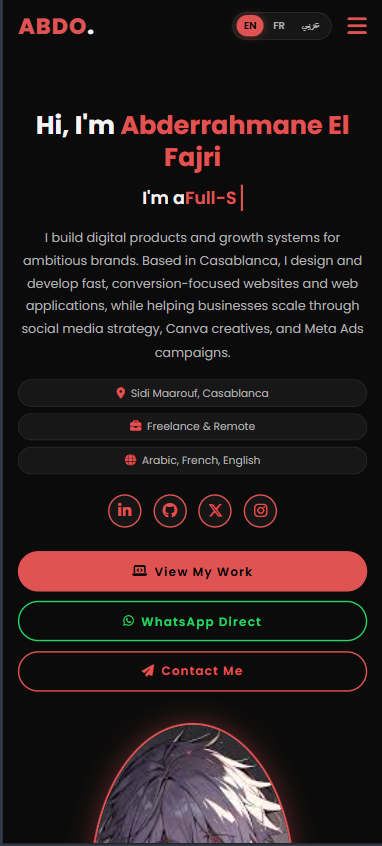 ABDO.
EN FR عربي
Hi, I'm Abderrahmane El
Fajri
I'm aFull-S
I build digital products and growth systems for
ambitious brands. Based in Casablanca, I design and
develop fast, conversion-focused websites and web
applications, while helping businesses scale through
social media strategy, Canva creatives, and Meta Ads
campaigns.
Sidi Maarouf, Casablanca
Freelance & Remote
Arabic, French, English
View My Work
WhatsApp Direct
Contact Me